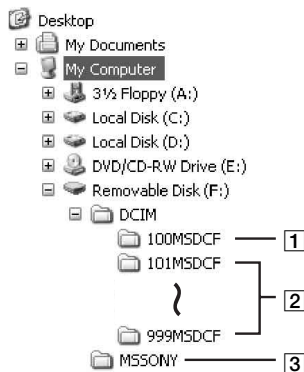 Desktop
My Documents
My Computer
3½ Floppy (A:)
Local Disk (C:)
Local Disk (D:)
DVD/CD-RW Drive (E:)
Removable Disk (F:)
DCIM
100MSDCF 1
101MSDCF
2
999MSDCF
MSSONY 3